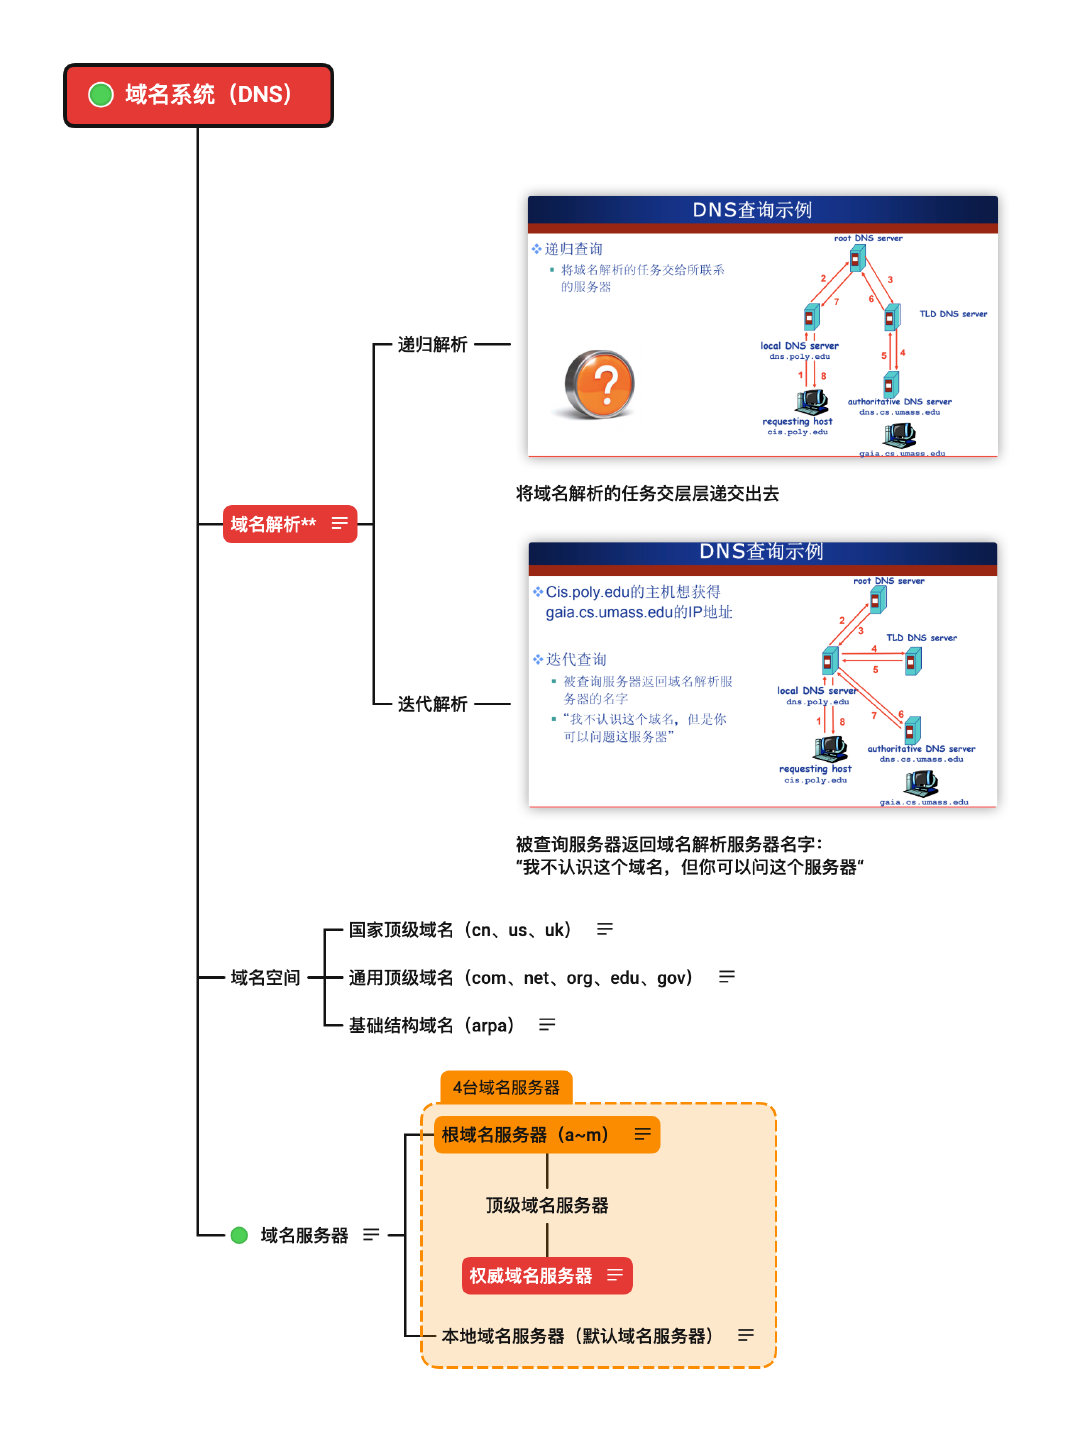 域名系统（DNS）
DNS查询示例
递归查询
将域名解析的任务交给所联系
的服务器
root DNS server
2
3
7
6
TLD DNS server
local DNS server
dns.poly.edu
5
4
1
8
authoritative DNS server
dns.cs.umass.edu
requesting host
cis.poly.edu
gaia.cs.umass.edu
递归解析
将域名解析的任务交层层递交出去
域名解析**
DNS查询示例
Cis.poly.edu的主机想获得
gaia.cs.umass.edu的IP地址
迭代查询
被查询服务器返回域名解析服
务器的名字
“我不认识这个域名，但是你
可以问题这服务器”
root DNS server
2
3
TLD DNS server
4
5
local DNS server
dns.poly.edu
1
8
7
6
authoritative DNS server
dns.cs.umass.edu
requesting host
cis.poly.edu
gaia.cs.umass.edu
迭代解析
被查询服务器返回域名解析服务器名字：
“我不认识这个域名，但你可以问这个服务器“
域名空间
国家顶级域名（cn、us、uk）
通用顶级域名（com、net、org、edu、gov）
基础结构域名（arpa）
4台域名服务器
根域名服务器（a~m）
顶级域名服务器
域名服务器
权威域名服务器
本地域名服务器（默认域名服务器）